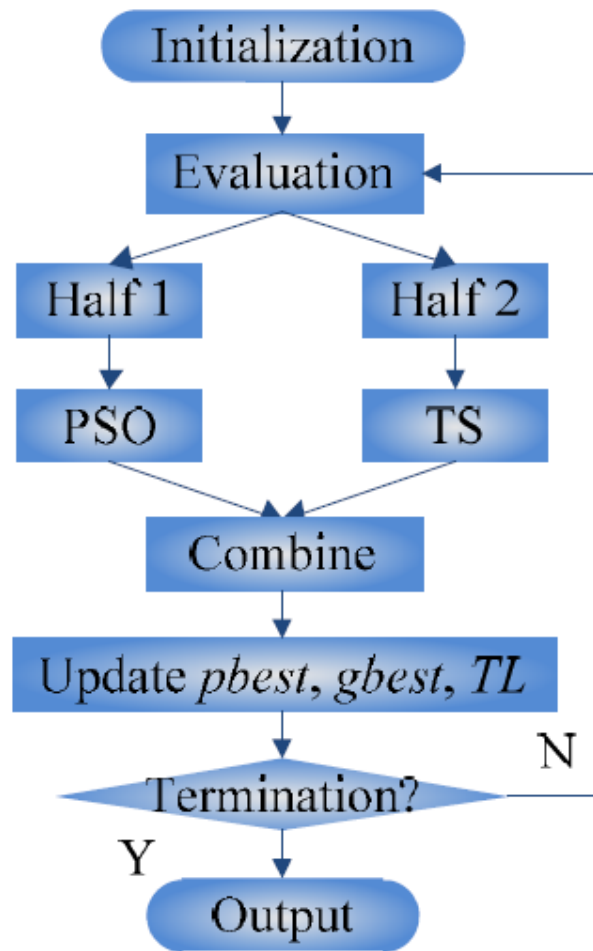 Initialization
Evaluation
Half 1
Half 2
PSO
TS
Combine
Update pbest, gbest, TL
Termination?
N
Y
Output